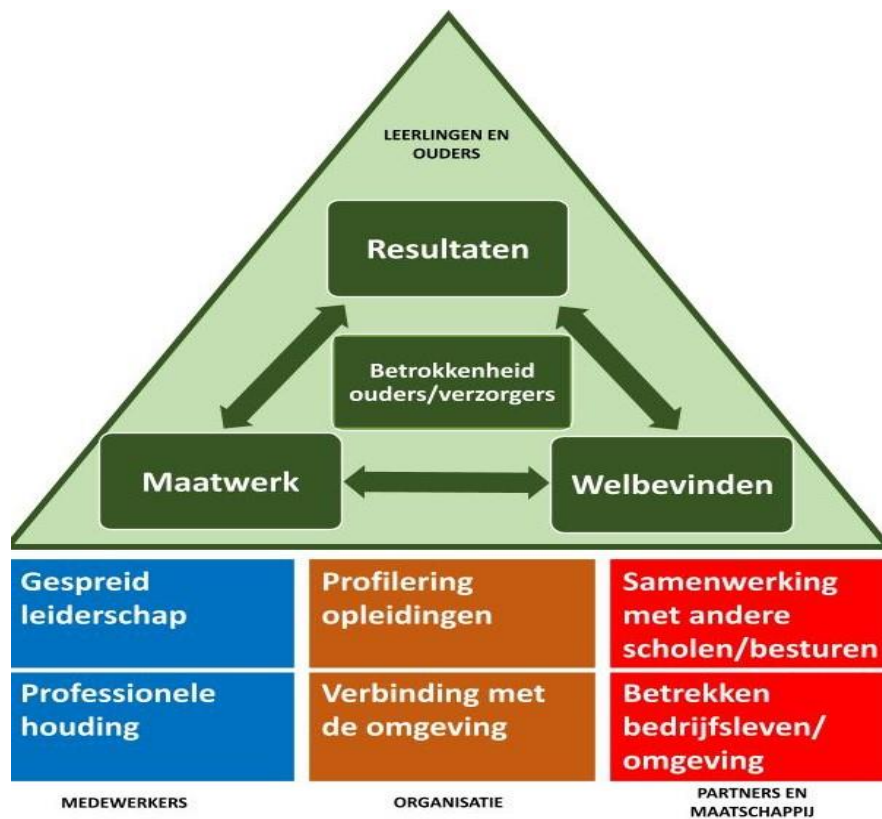 LEERLINGEN EN
OUDERS
Resultaten
Betrokkenheid
ouders/verzorgers
Maatwerk
Welbevinden
Gespreid
leiderschap
Profilering
opleidingen
Samenwerking
met andere
scholen/besturen
Professionele
houding
Verbinding met
de omgeving
Betrekken
bedrijfsleven/
omgeving
MEDEWERKERS
ORGANISATIE
PARTNERS EN
MAATSCHAPPIJ